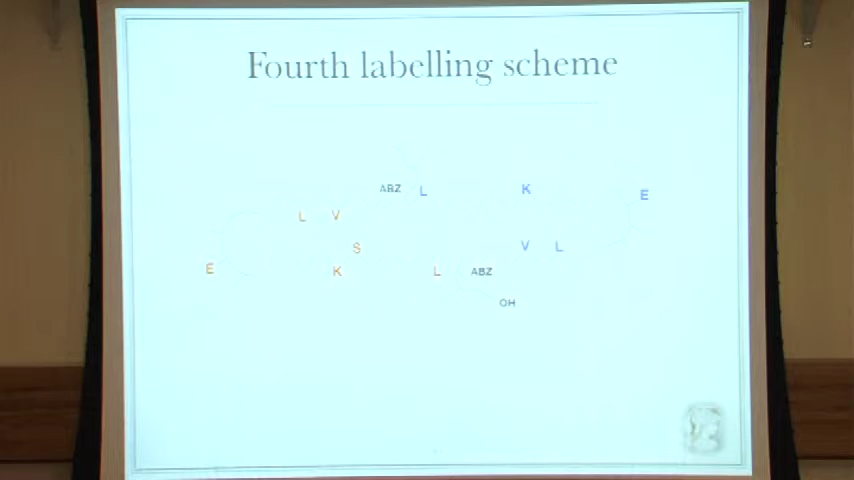 Fourth labelling scheme
ABZ L K E
L V
S V L
E K L ABZ
OH